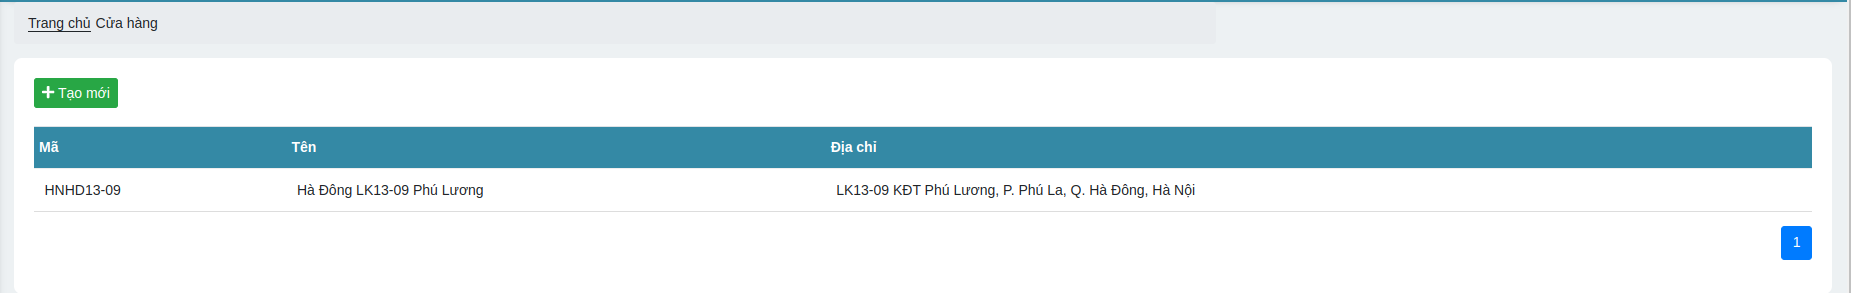 Trang chủ Cửa hàng
Tạo mới
Mã Tên Địa chỉ
HNHD13-09 Hà Đông LK13-09 Phú Lương LK13-09 KĐT Phú Lương, P. Phú La, Q. Hà Đông, Hà Nội
1